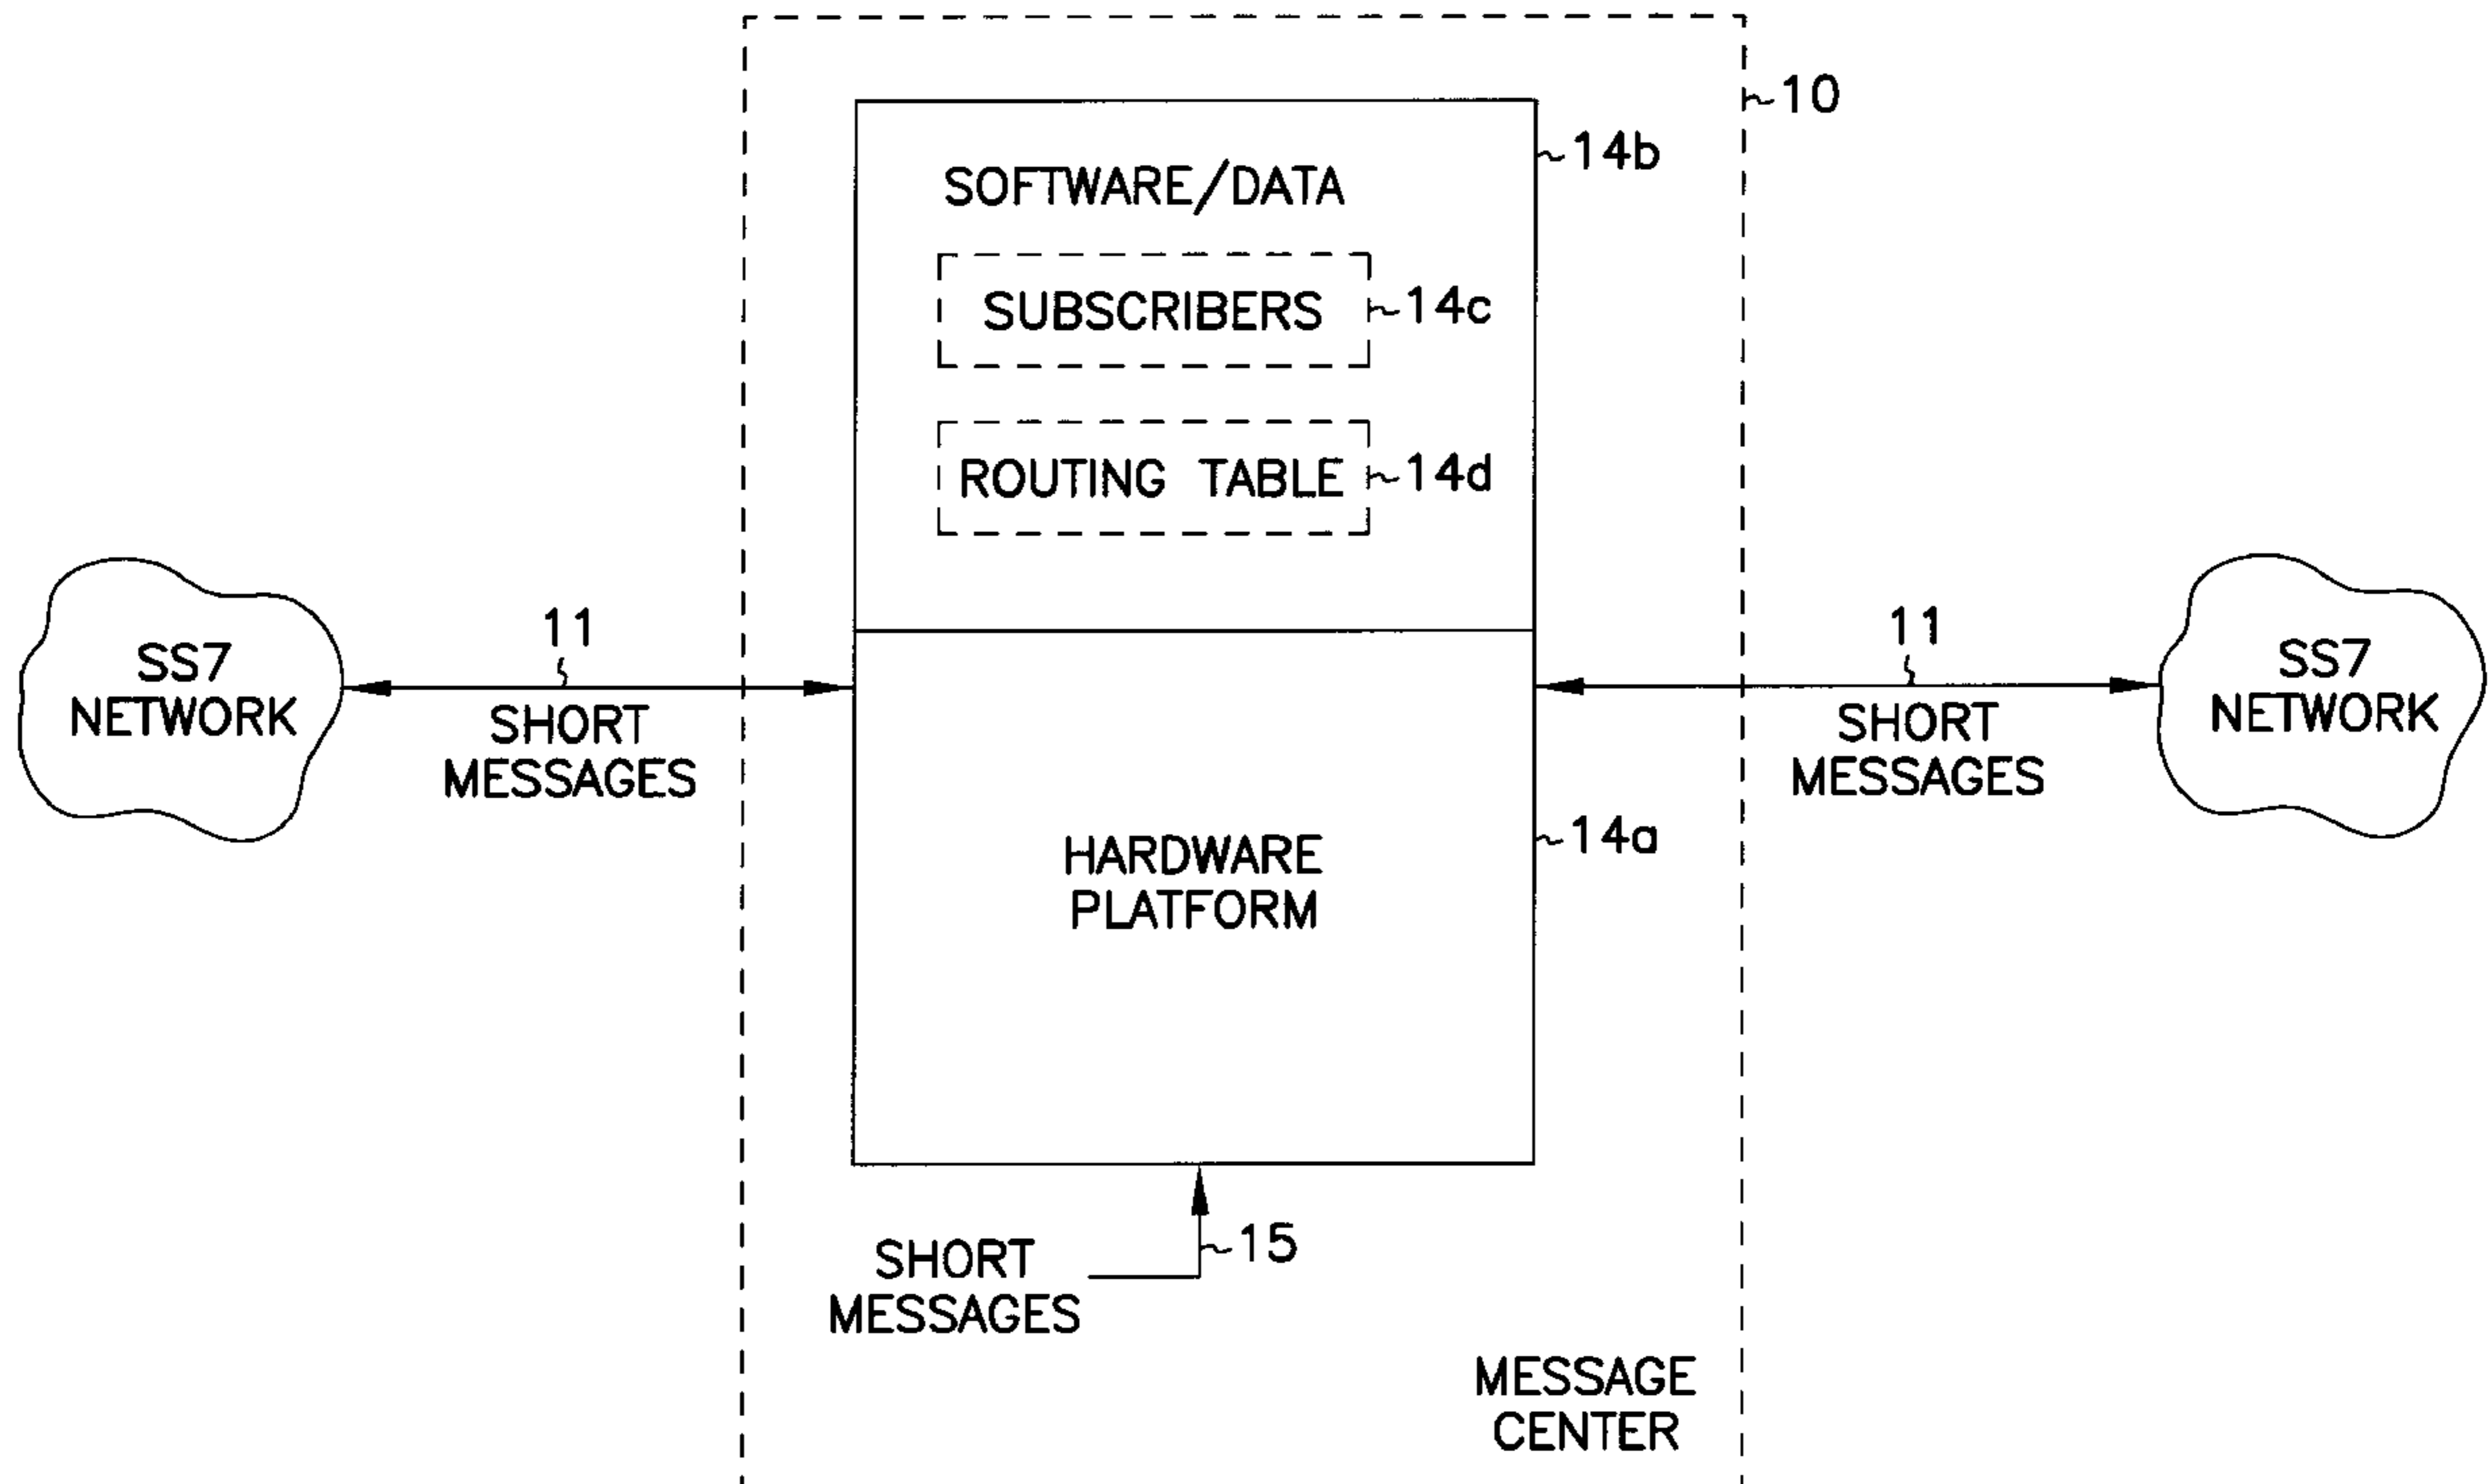 10
14b
SOFTWARE/DATA
SUBSCRIBERS
14c
ROUTING TABLE
14d
SS7
NETWORK
11
SHORT
MESSAGES
11
SHORT
MESSAGES
SS7
NETWORK
HARDWARE
PLATFORM
14a
SHORT
MESSAGES
15
MESSAGE
CENTER